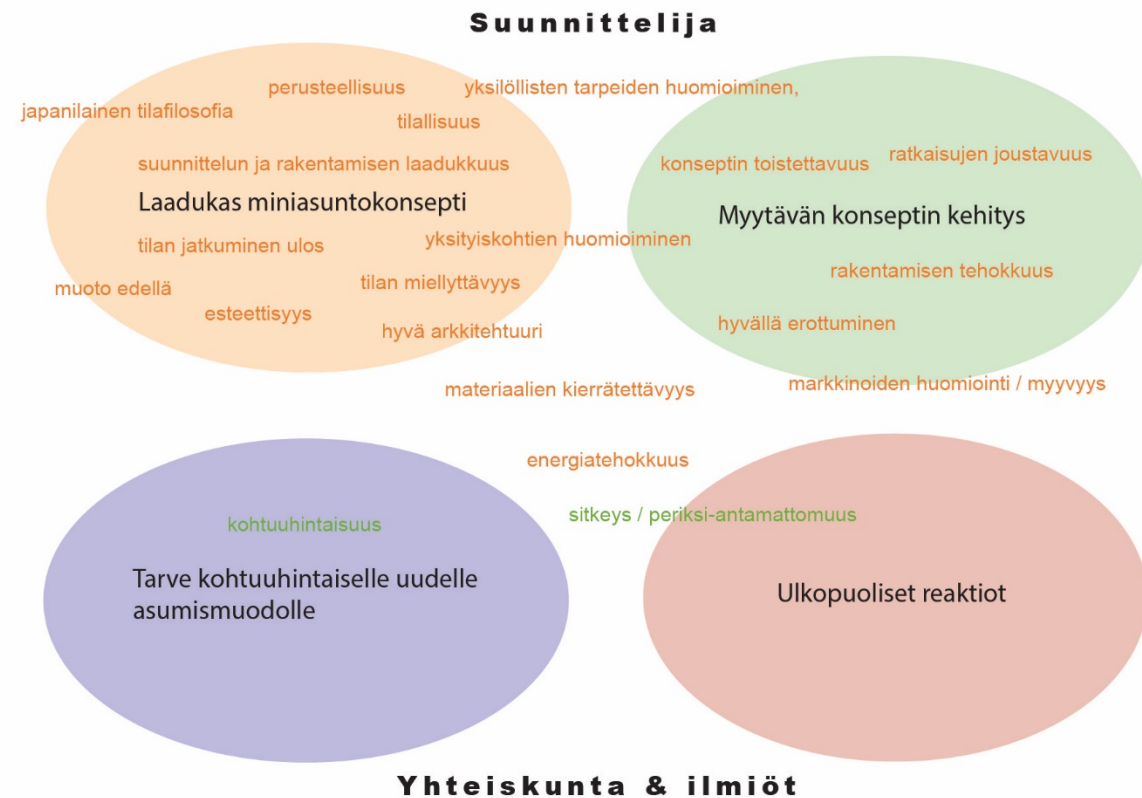 Suunnittelija
perusteellisuus
yksilöllisten tarpeiden huomioiminen,
japanilainen tilafilosofia
tilallisuus
suunnittelun ja rakentamisen laadukkuus
Laadukas miniasuntokonsepti
tilan jatkuminen ulos
yksityiskohtien huomioiminen
muoto edellä
tilan miellyttävyys
esteettisyys
hyvä arkkitehtuuri
konseptin toistettavuus
ratkaisujen joustavuus
Myytävän konseptin kehitys
rakentamisen tehokkuus
hyvällä erottuminen
markkinoiden huomiointi / myyvyys
materiaalien kierrätettävyys
energiatehokkuus
sitkeys / periksi-antamattomuus
kohtuuhintaisuus
Tarve kohtuuhintaiselle uudelle
asumismuodolle
Ulkopuoliset reaktiot
Yhteiskunta & ilmiöt